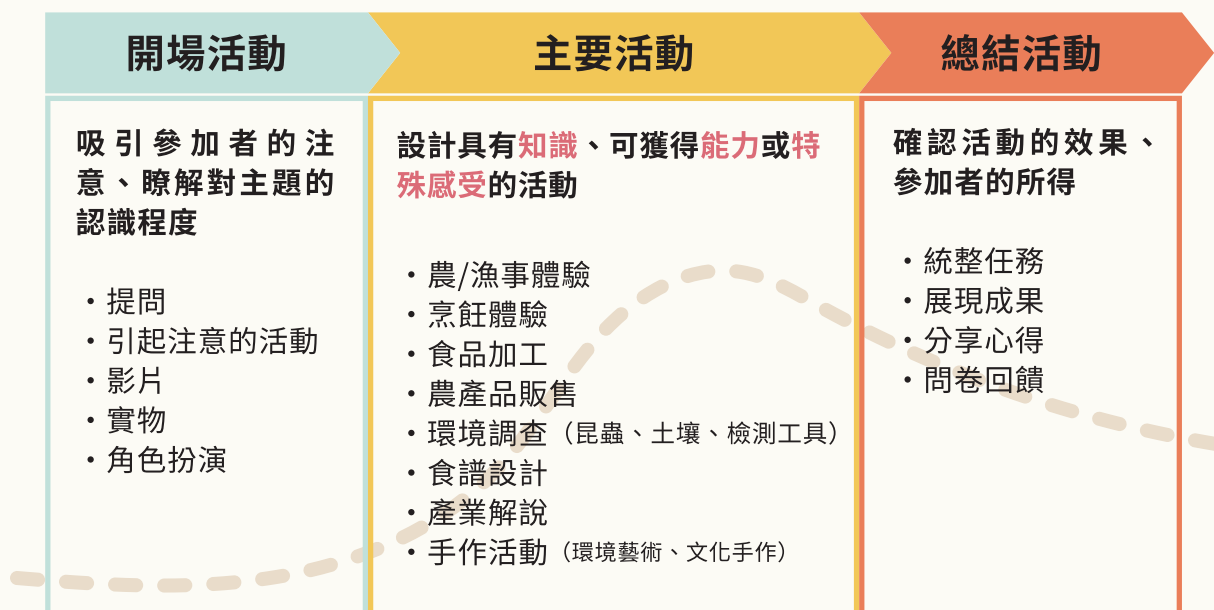 開場活動
吸引參加者的注
意、瞭解對主題的
認識程度
・提問
・引起注意的活動
・影片
・實物
・角色扮演
主要活動
設計具有知識、可獲得能力或特
殊感受的活動
・農/漁事體驗
・烹飪體驗
・食品加工
・農產品販售
・環境調查（昆蟲、土壤、檢測工具）
・食譜設計
・產業解說
・手作活動（環境藝術、文化手作）
總結活動
確認活動的效果、
參加者的所得
・統整任務
・展現成果
・分享心得
・問卷回饋